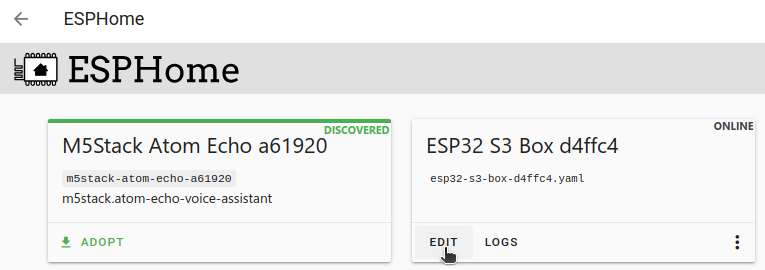 ESPHome
ESPHome
DISCOVERED
M5Stack Atom Echo a61920
m5stack-atom-echo-a61920
m5stack.atom-echo-voice-assistant
ADOPT
ONLINE
ESP32 S3 Box d4ffc4
esp32-s3-box-d4ffc4.yaml
EDIT LOGS